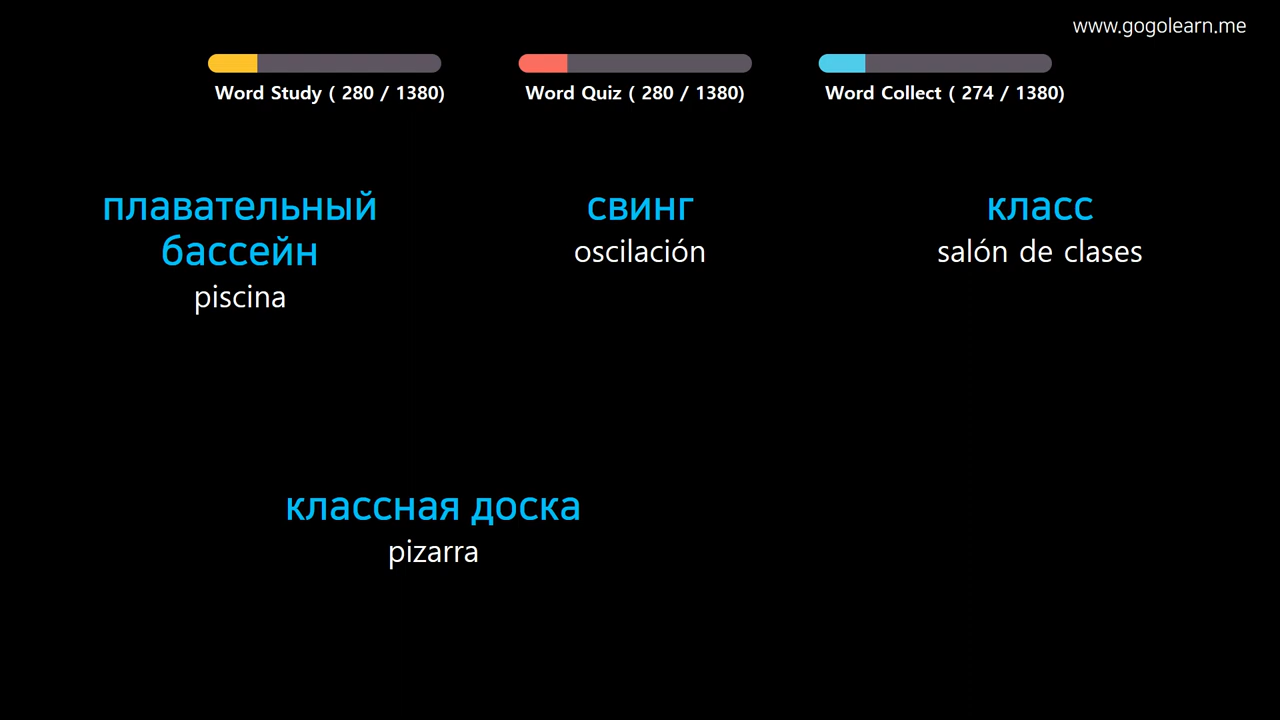 www.gogolearn.me
Word Study ( 280 / 1380)
Word Quiz ( 280 / 1380)
Word Collect ( 274 / 1380)
плавательный
бассейн
piscina
свинг
oscilación
класс
salón de clases
классная доска
pizarra